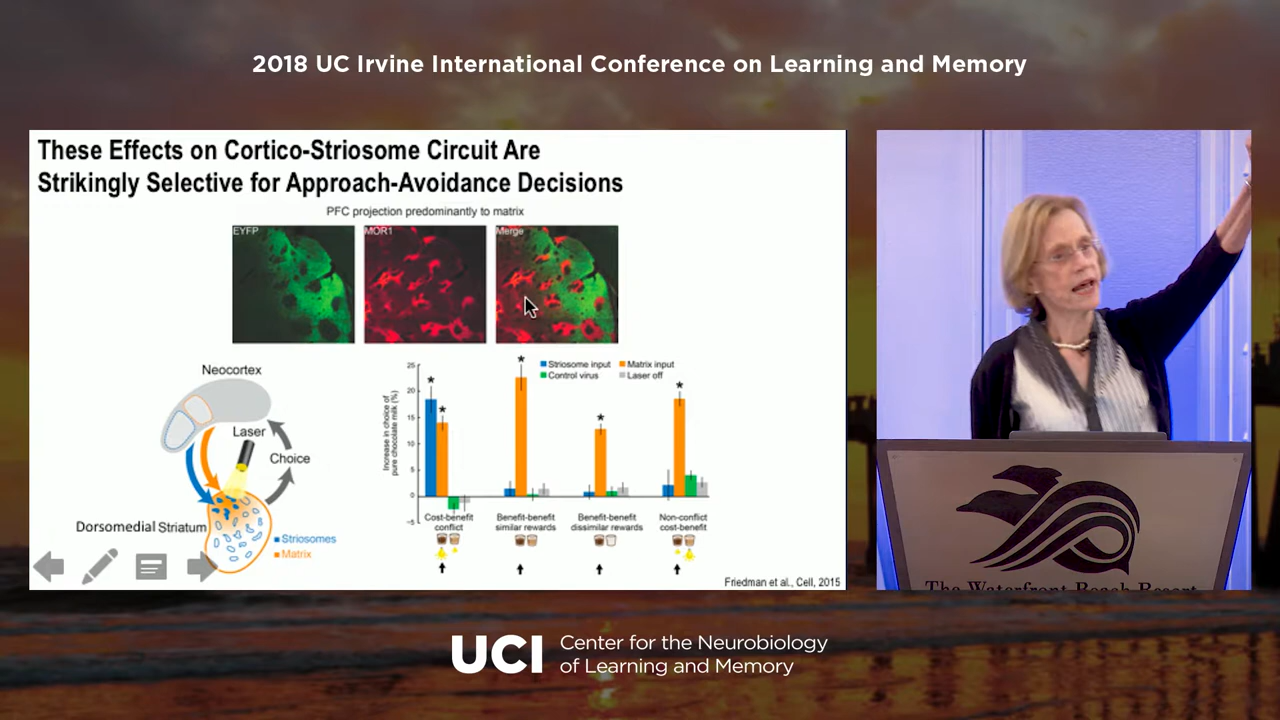 2018 UC Irvine International Conference on Learning and Memory
These Effects on Cortico-Striosome Circuit Are
Strikingly Selective for Approach-Avoidance Decisions
PFC projection predominantly to matrix
EYFP
MOR1
Merge
Neocortex
Laser
Choice
Dorsomedial Striatum
Striosomes
Matrix
Increase in choice of
pure chocolate milk (%)
25
20
15
10
5
0
-5
Striosome input
Matrix input
Control virus
Laser off
*
*
*
*
*
Cost-benefit
conflict
Benefit-benefit
similar rewards
Benefit-benefit
dissimilar rewards
Non-conflict
cost-benefit
Friedman et al., Cell, 2015
The Waterfront Beach Resort
UCI
Center for the Neurobiology
of Learning and Memory